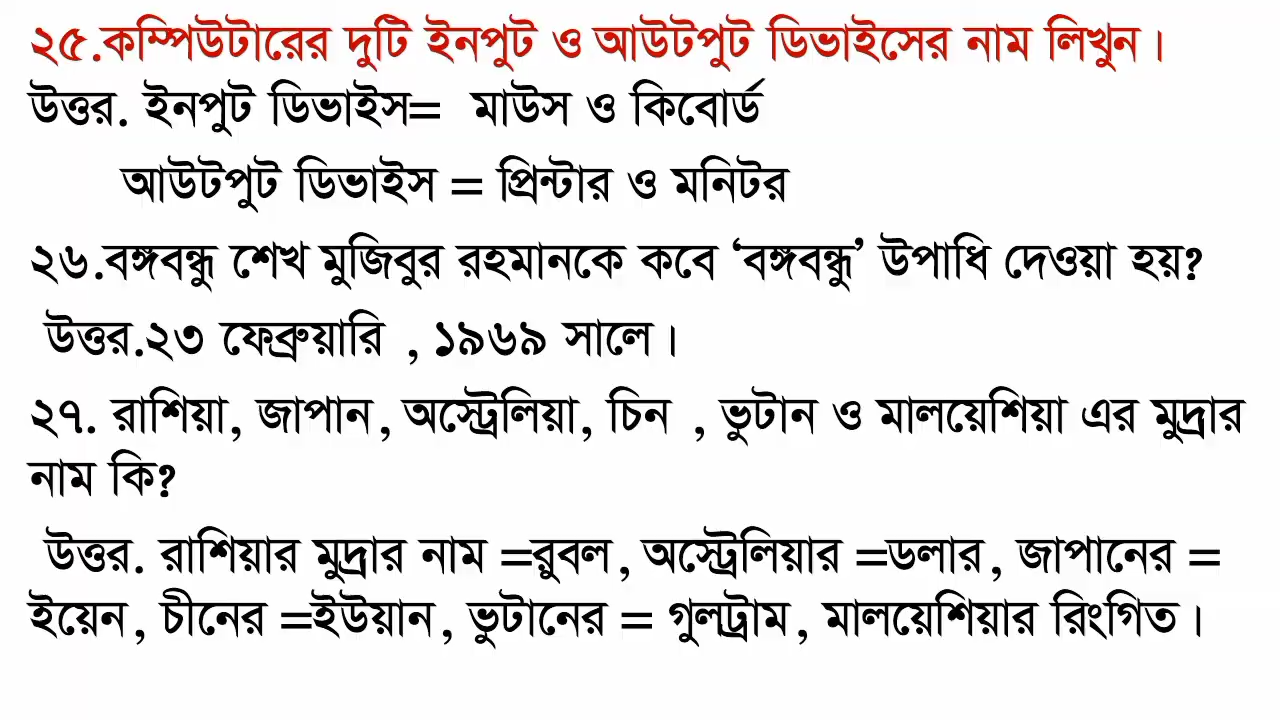 ২৫.কম্পিউটারের দুটি ইনপুট ও আউটপুট ডিভাইসের নাম লিখুন।
উত্তর. ইনপুট ডিভাইস= মাউস ও কিবোর্ড
আউটপুট ডিভাইস = প্রিন্টার ও মনিটর
২৬.বঙ্গবন্ধু শেখ মুজিবুর রহমানকে কবে ‘বঙ্গবন্ধু’ উপাধি দেওয়া হয়?
উত্তর.২৩ ফেব্রুয়ারি , ১৯৬৯ সালে।
২৭. রাশিয়া, জাপান, অস্ট্রেলিয়া, চিন , ভুটান ও মালয়েশিয়া এর মুদ্রার
নাম কি?
উত্তর. রাশিয়ার মুদ্রার নাম =রুবল, অস্ট্রেলিয়ার =ডলার, জাপানের =
ইয়েন, চীনের =ইউয়ান, ভুটানের = গুলট্রাম, মালয়েশিয়ার রিংগিত।